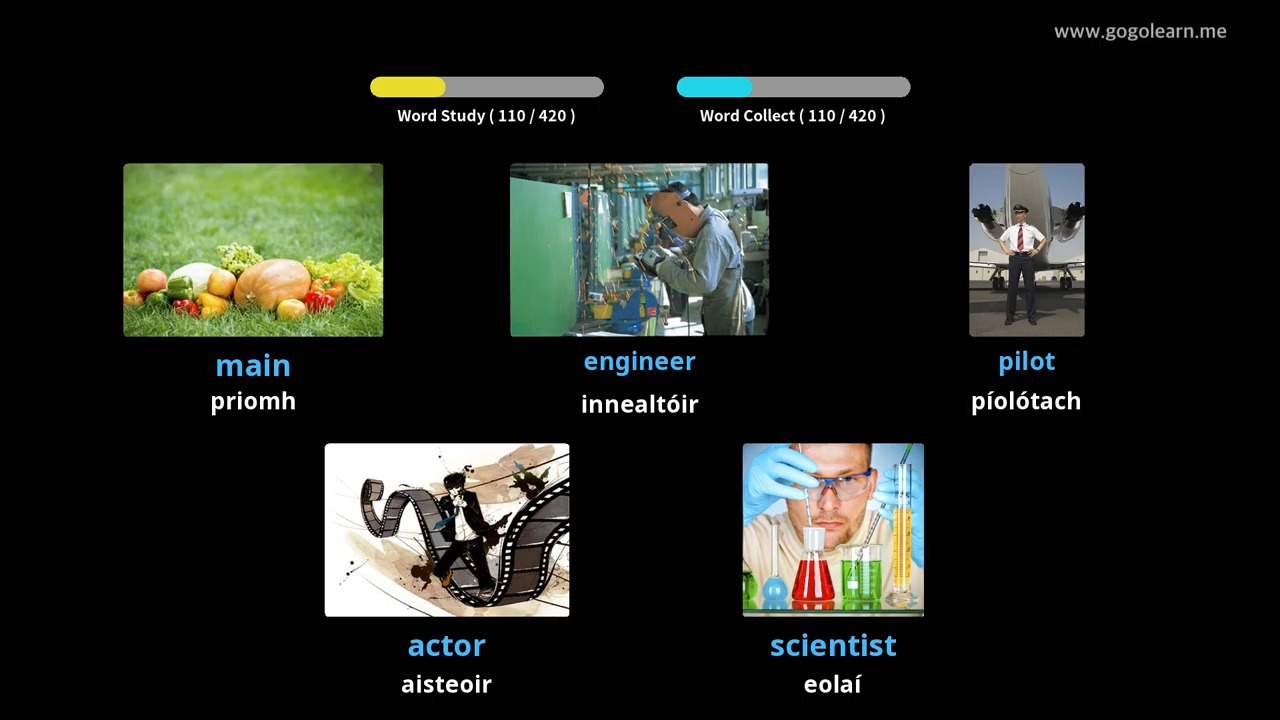 www.gogolearn.me
Word Study ( 110 / 420 )
Word Collect ( 110 / 420 )
main
priomh
engineer
innealtóir
pilot
píolótach
actor
aisteoir
scientist
eolaí